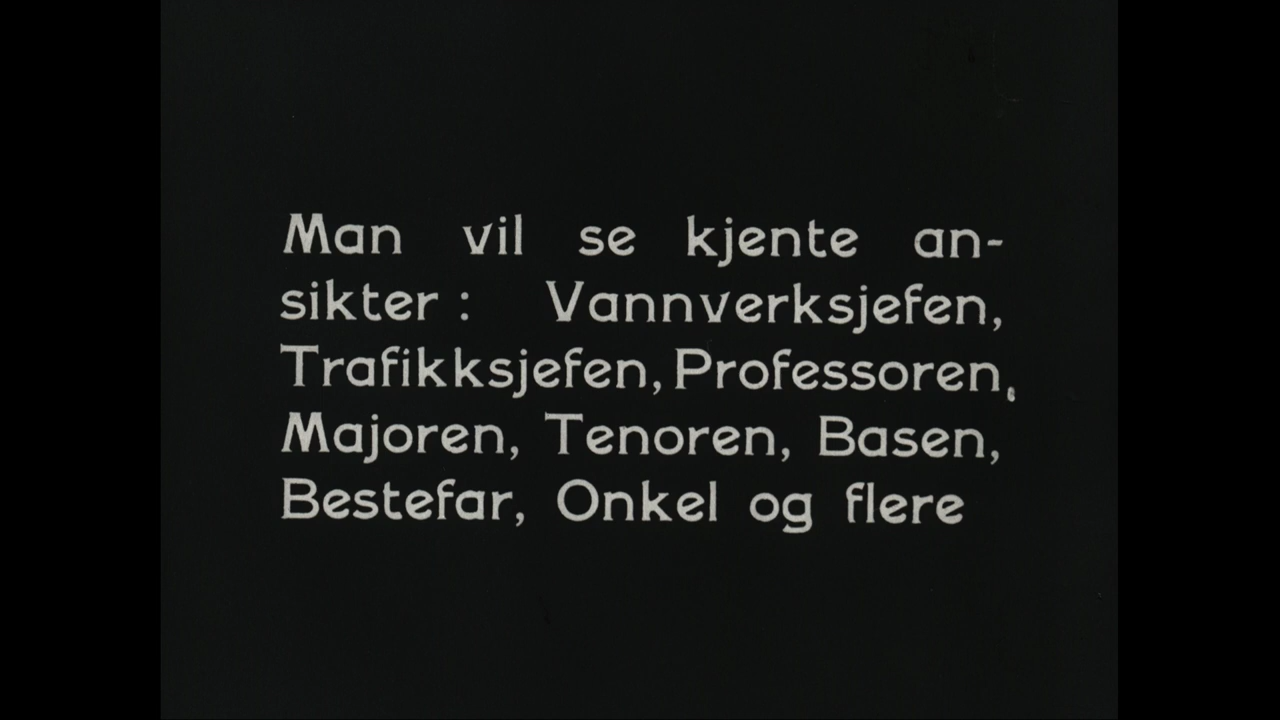 Man vil se kjente an-
sikter : Vannverksjefen,
Trafikksjefen, Professoren,
Majoren, Tenoren, Basen,
Bestefar, Onkel og flere